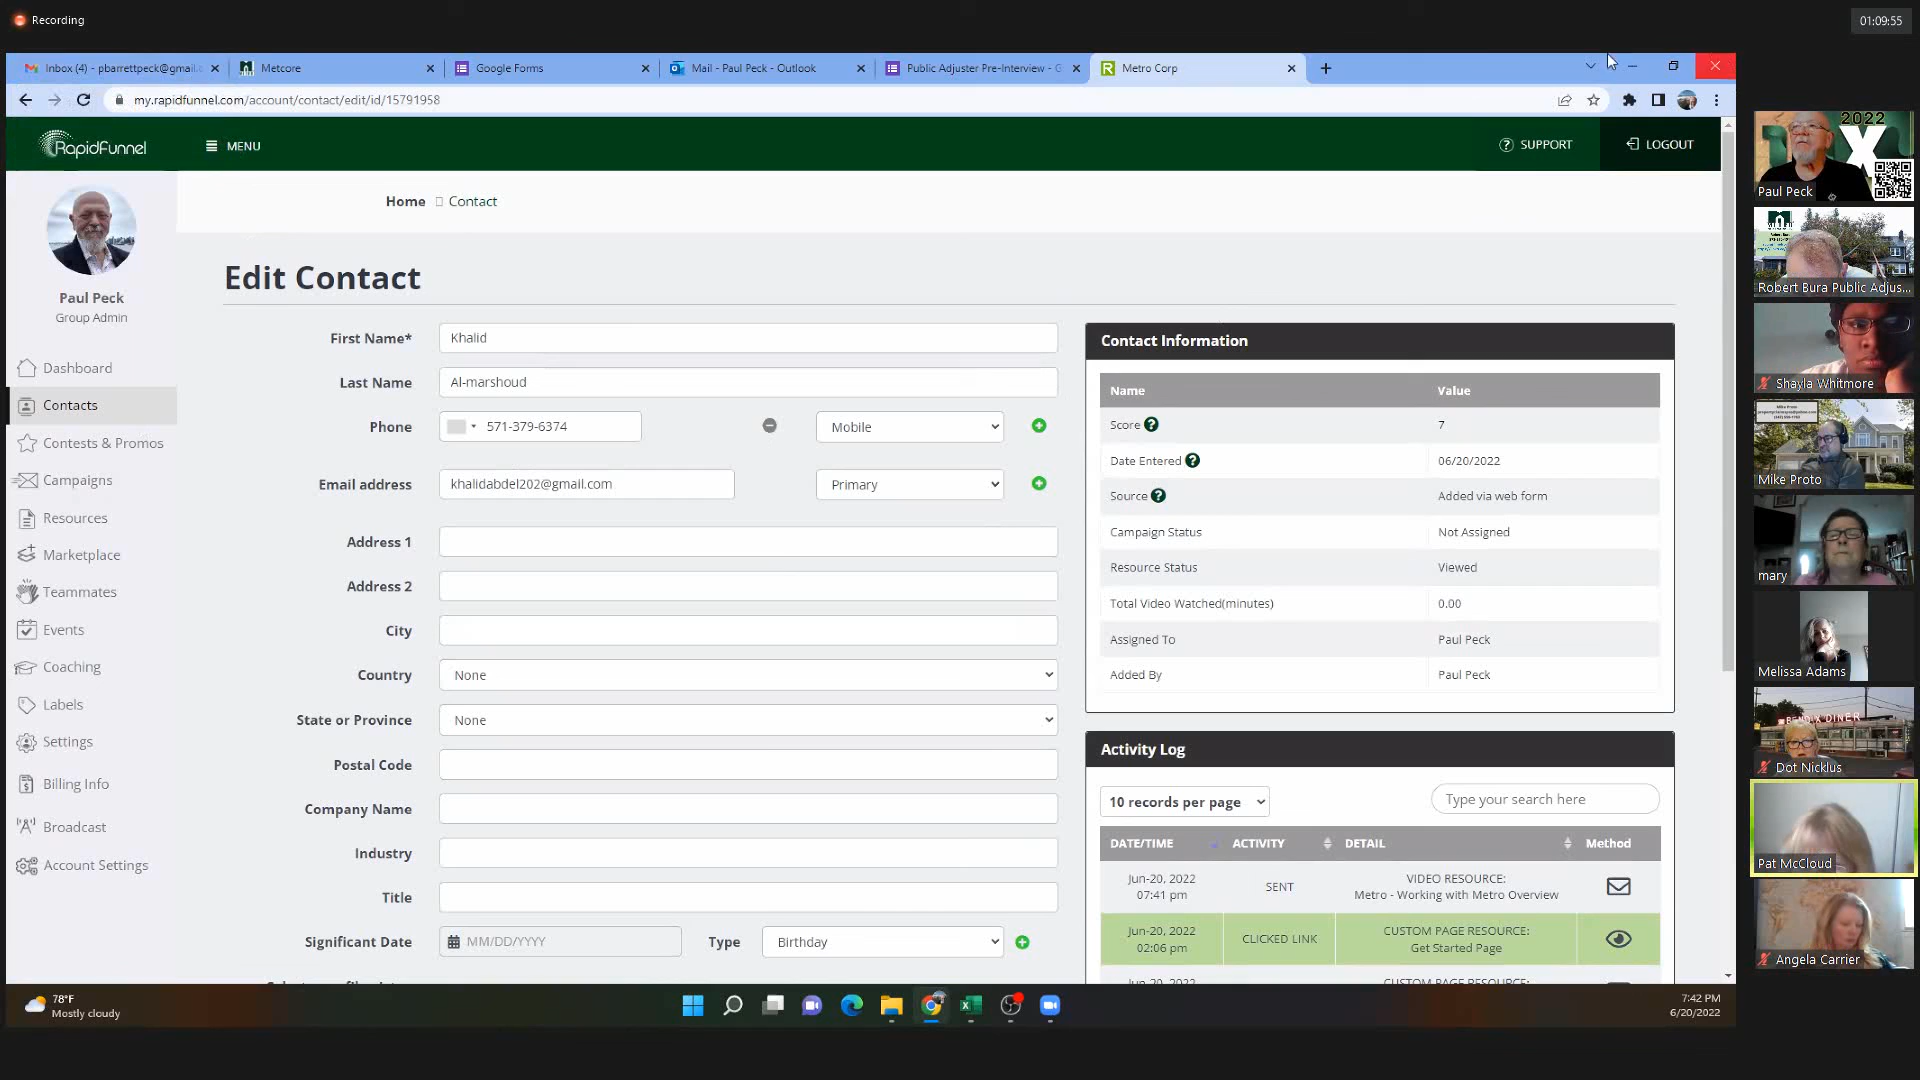 Recording
01:09:55
Inbox (4) - pbarrettpeck@gmail.c
Metcore
Google Forms
Mail - Paul Peck - Outlook
Public Adjuster Pre-Interview - G
Metro Corp
my.rapidfunnel.com/account/contact/edit/id/15791958
RapidFunnel
MENU
SUPPORT
LOGOUT
Home
Contact
Paul Peck
Group Admin
Dashboard
Contacts
Contests & Promos
Campaigns
Resources
Marketplace
Teammates
Events
Coaching
Labels
Settings
Billing Info
Broadcast
Account Settings
Edit Contact
First Name* Khalid
Last Name Al-marshoud
Phone 571-379-6374 Mobile
Email address khalidabdel202@gmail.com Primary
Address 1
Address 2
City
Country None
State or Province None
Postal Code
Company Name
Industry
Title
Significant Date MM/DD/YYYY Type Birthday
Contact Information
Name Value
Score 7
Date Entered 06/20/2022
Source Added via web form
Campaign Status Not Assigned
Resource Status Viewed
Total Video Watched(minutes) 0.00
Assigned To Paul Peck
Added By Paul Peck
Activity Log
10 records per page
Type your search here
DATE/TIME ACTIVITY DETAIL Method
Jun-20, 2022
07:41 pm
SENT
VIDEO RESOURCE:
Metro - Working with Metro Overview
Jun-20, 2022
02:06 pm
CLICKED LINK
CUSTOM PAGE RESOURCE:
Get Started Page
Jun-20, 2022
CUSTOM PAGE RESOURCE:
78°F
Mostly cloudy
7:42 PM
6/20/2022
2022
X
Paul Peck
Robert Bura Public Adjus...
Shayla Whitmore
Mike Proto
Mike Proto
mary
Melissa Adams
BENDIX DINER
Dot Nicklus
Pat McCloud
Angela Carrier